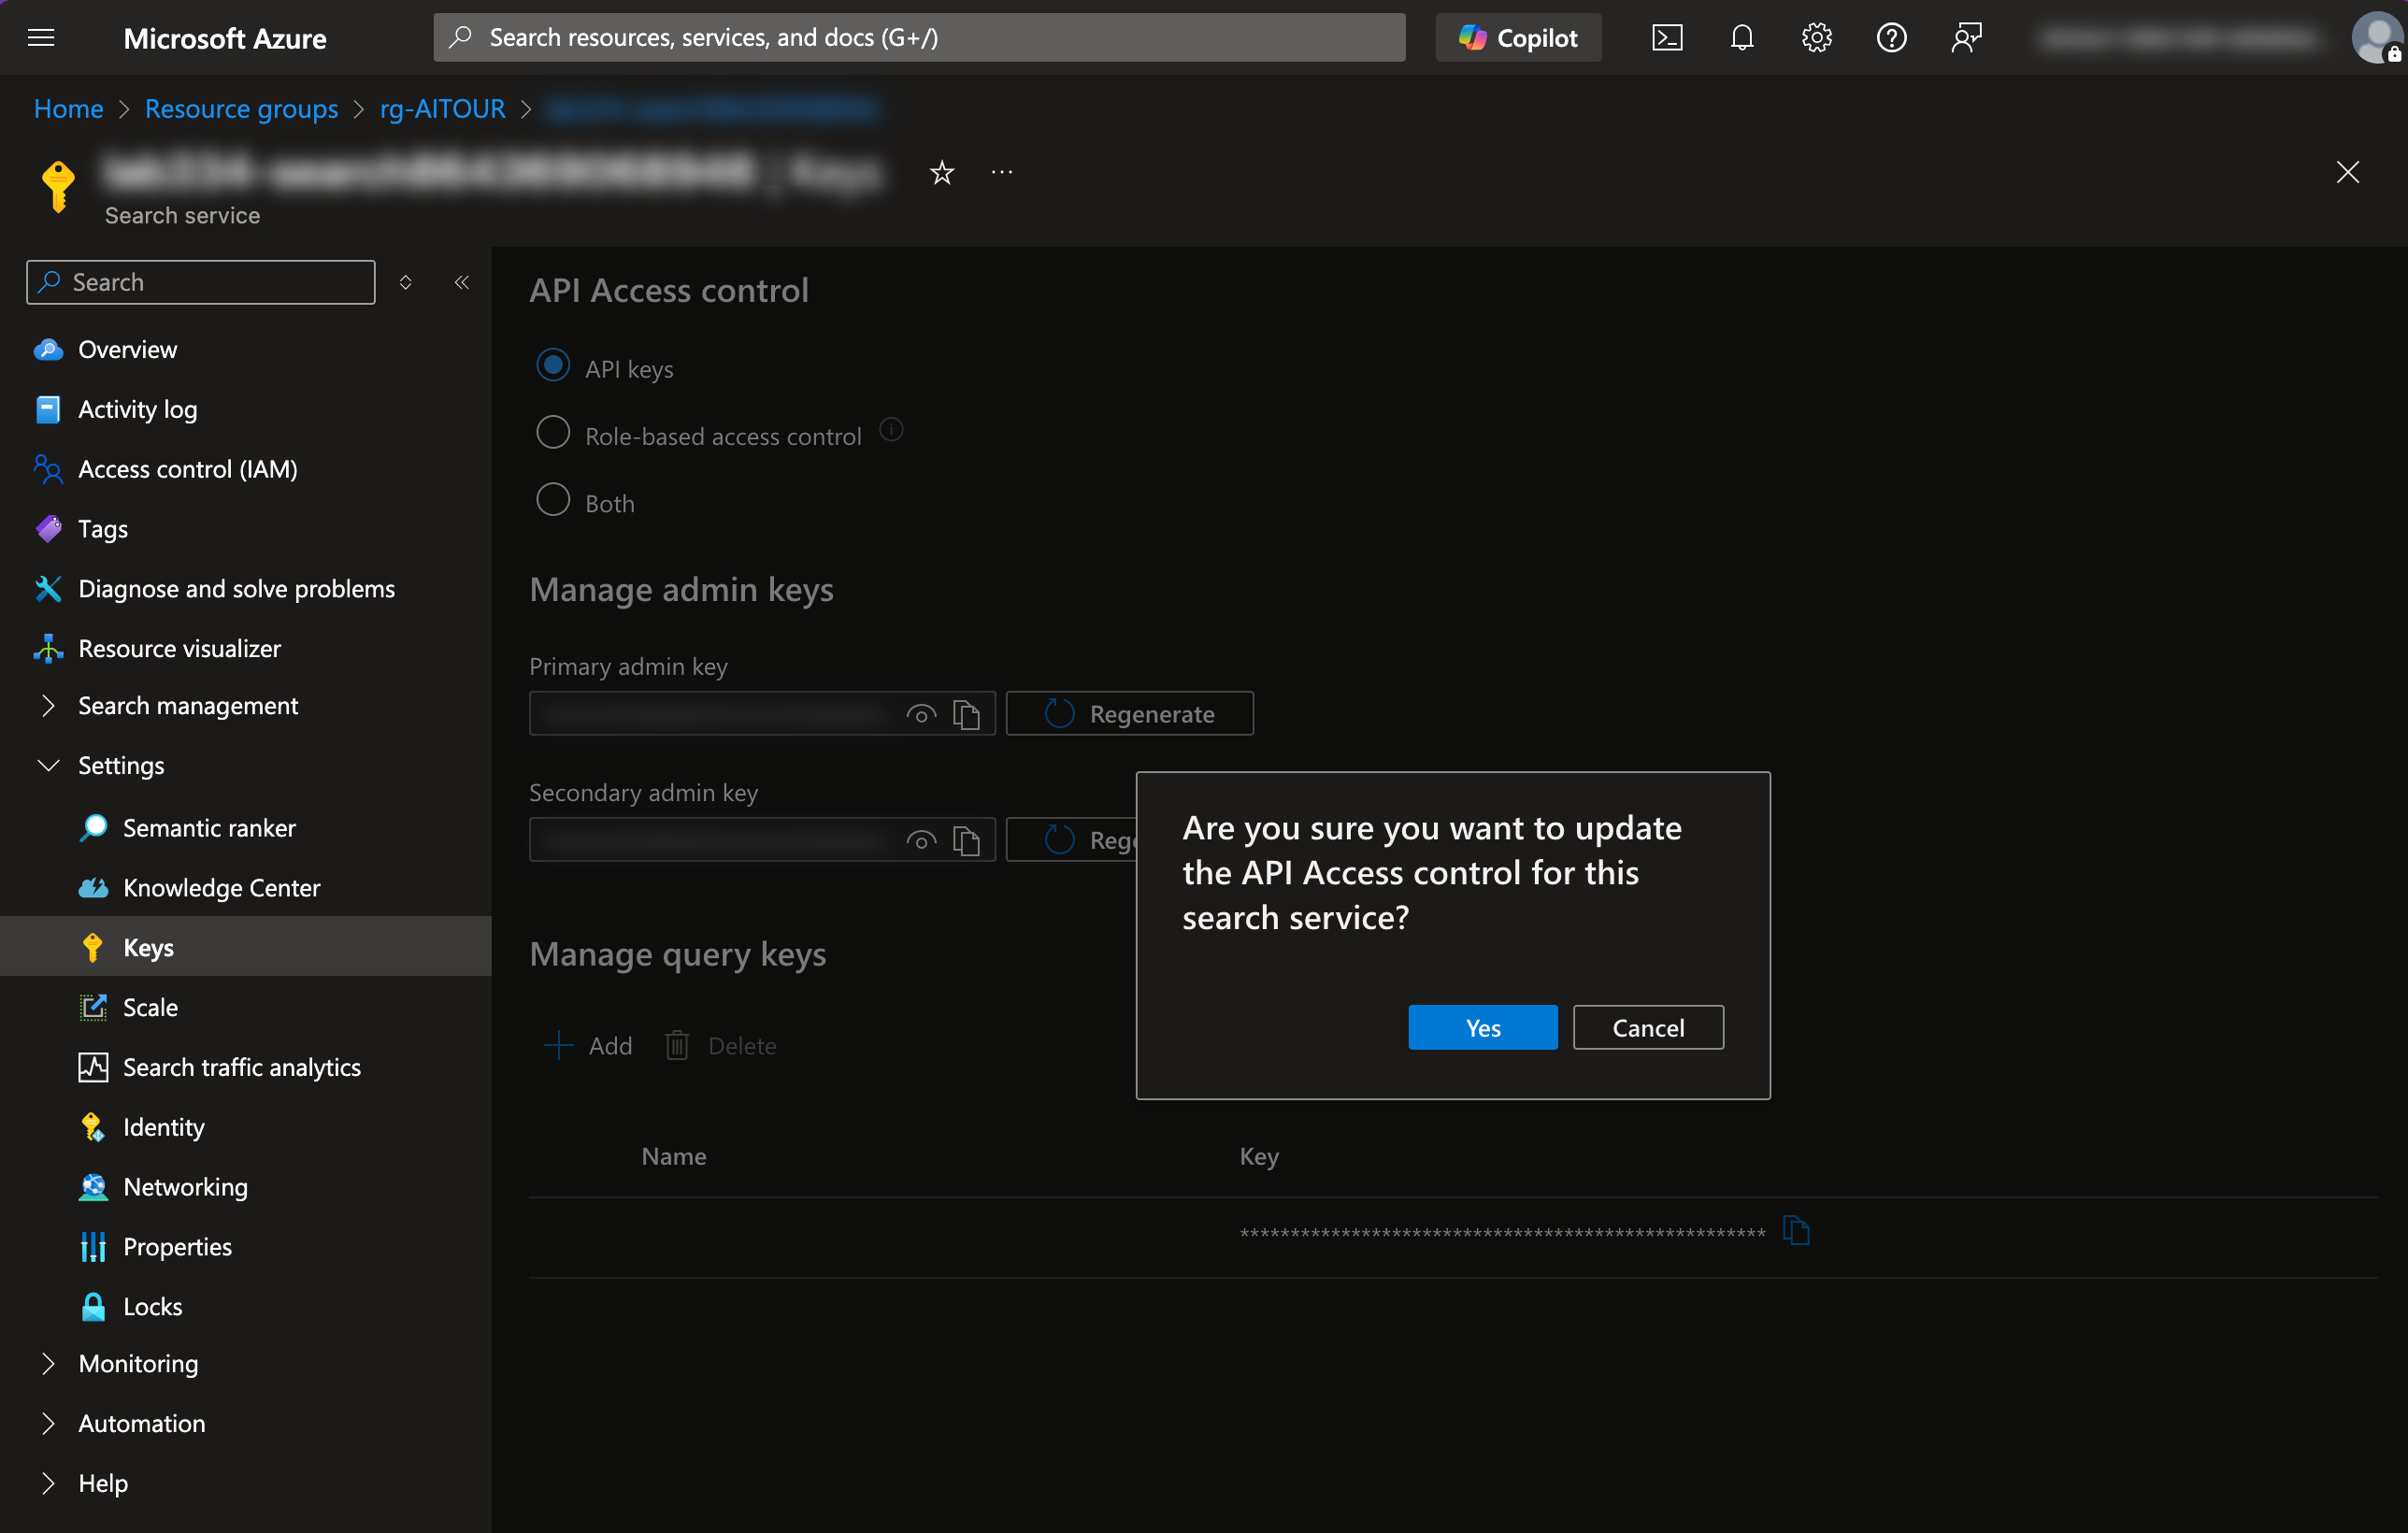 Microsoft Azure
Search resources, services, and docs (G+/)
Copilot
Home > Resource groups > rg-AITOUR >
Search service
Search
Overview
Activity log
Access control (IAM)
Tags
Diagnose and solve problems
Resource visualizer
Search management
Settings
Semantic ranker
Knowledge Center
Keys
Scale
Search traffic analytics
Identity
Networking
Properties
Locks
Monitoring
Automation
Help
API Access control
API keys
Role-based access control
Both
Manage admin keys
Primary admin key
Regenerate
Secondary admin key
Manage query keys
Add Delete
Name Key
****************************************************
Are you sure you want to update
the API Access control for this
search service?
Yes Cancel